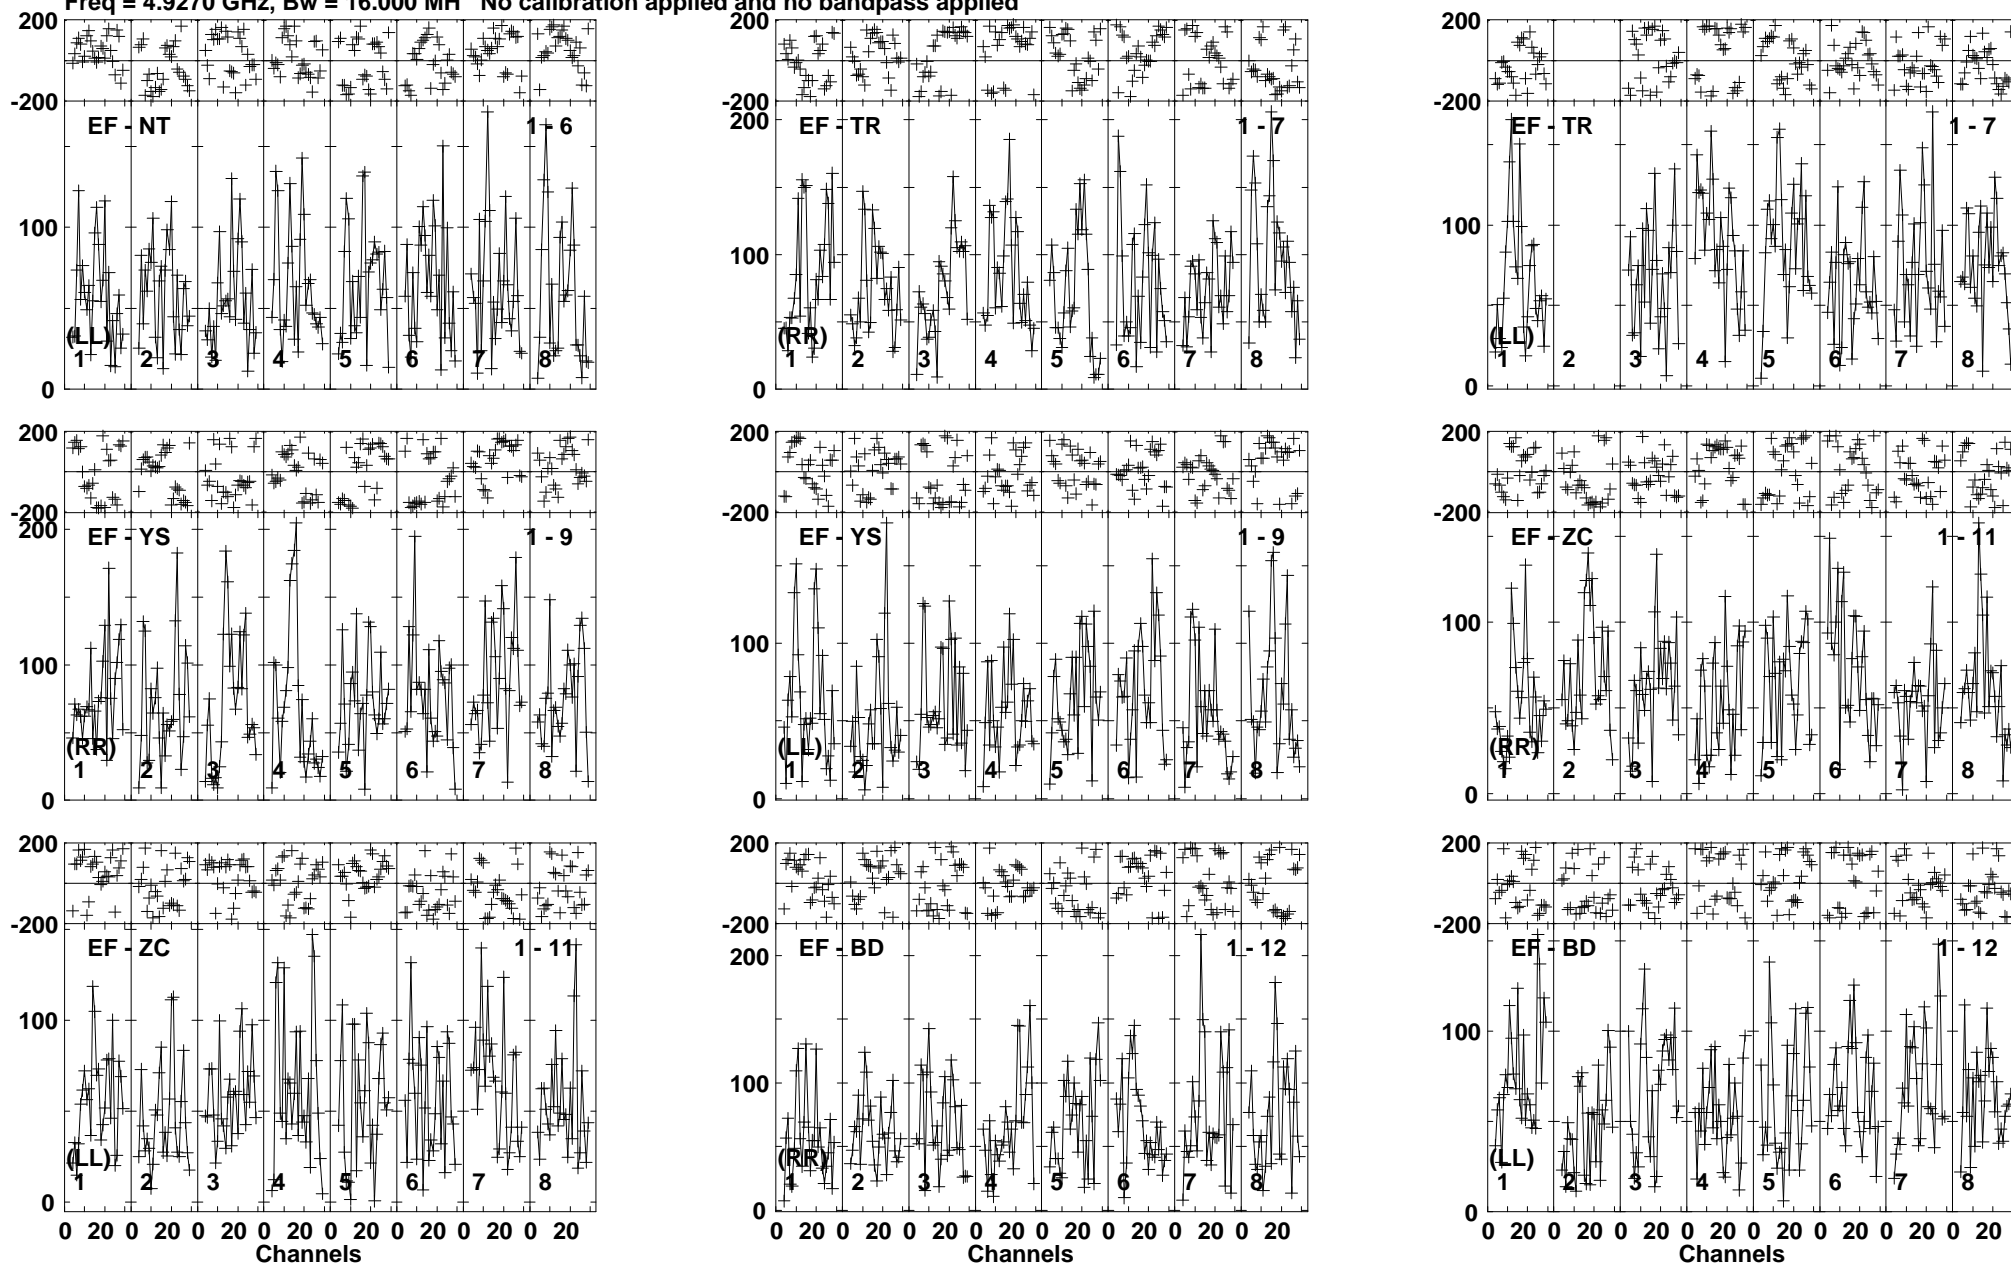 Freq = 4.9270 GHz, Bw = 16.000 MH No calibration applied and no bandpass applied
200 200 200
-200 -200 -200
EF - NT 1 - 6 EF - TR 1 - 7 EF - TR 1 - 7
200
100 100 100
(LL) (RR) (LL)
1 2 3 4 5 6 7 8 1 2 3 4 5 6 7 8 1 2 3 4 5 6 7 8
0 0 0
200 200 200
-200 -200 -200
200
EF - YS 1 - 9 EF - YS 1 - 9 EF - ZC 1 - 11
100 100 100
(RR) (LL) (RR)
1 2 3 4 5 6 7 8 1 2 3 4 5 6 7 8 1 2 3 4 5 6 7 8
0 0 0
200 200 200
-200 -200 -200
EF - ZC 1 - 11 EF - BD 1 - 12 EF - BD 1 - 12
200
100 100 100
(LL) (RR) (LL)
1 2 3 4 5 6 7 8 1 2 3 4 5 6 7 8 1 2 3 4 5 6 7 8
0 0 0
0 20 0 20 0 20 0 20 0 20 0 20 0 20 0 20 0 20 0 20 0 20 0 20 0 20 0 20 0 20 0 20 0 20 0 20 0 20 0 20 0 20 0 20 0 20 0 20
Channels Channels Channels